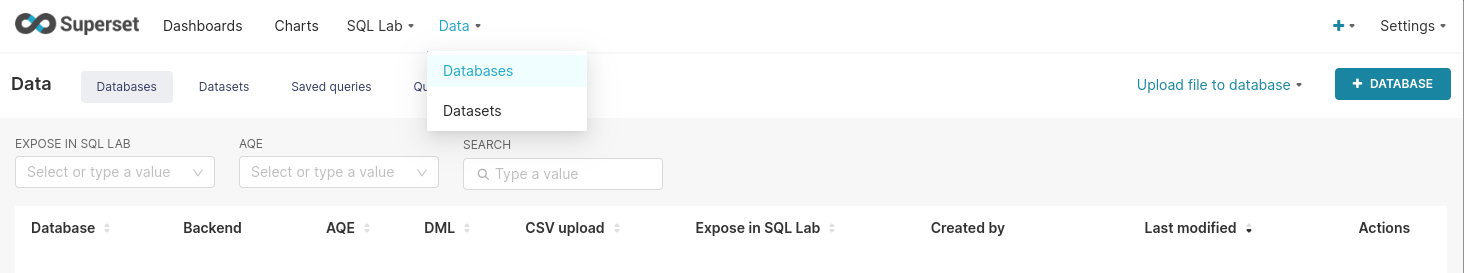 Superset Dashboards Charts SQL Lab Data Settings
Databases
Datasets
Data Databases Datasets Saved queries Upload file to database + DATABASE
EXPOSE IN SQL LAB AQE SEARCH
Select or type a value Select or type a value Type a value
Database Backend AQE DML CSV upload Expose in SQL Lab Created by Last modified Actions